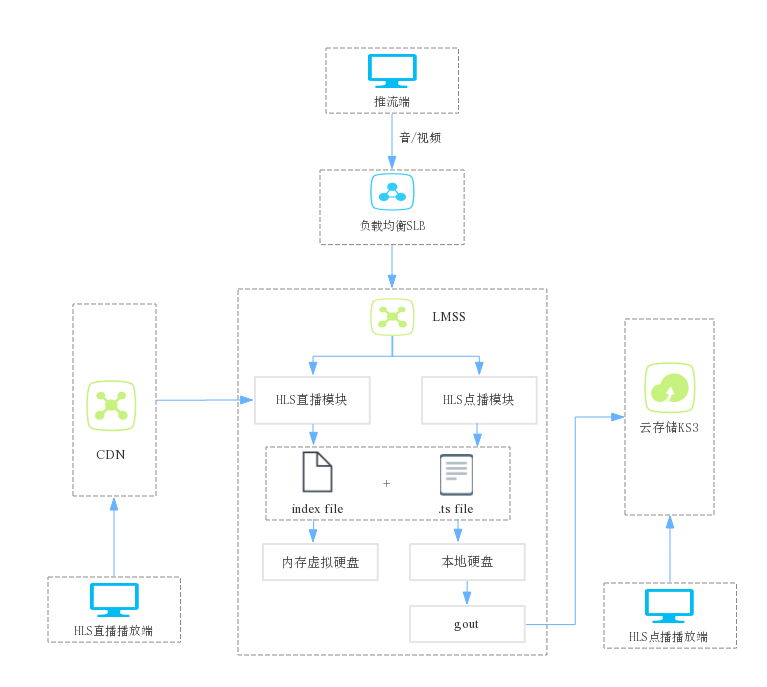 推流端
音/视频
负载均衡SLB
LMSS
HLS直播模块
HLS点播模块
CDN
云存储KS3
+
index file
.ts file
内存虚拟硬盘
本地硬盘
gout
HLS直播播放端
HLS点播播放端